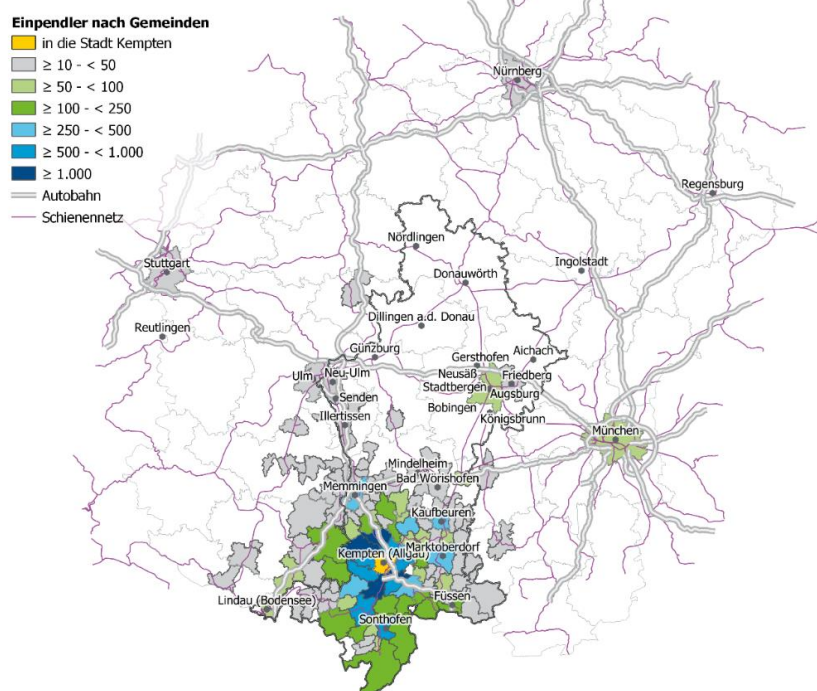 Einpendler nach Gemeinden
in die Stadt Kempten
≥ 10 - < 50
≥ 50 - < 100
≥ 100 - < 250
≥ 250 - < 500
≥ 500 - < 1.000
≥ 1.000
Autobahn
Schienennetz
Nürnberg
Regensburg
Nördlingen
Stuttgart
Ingolstadt
Donauwörth
Dillingen a.d. Donau
Reutlingen
Günzburg
Gersthofen
Aichach
Ulm
Neu-Ulm
Neusäß
Friedberg
Stadtbergen
Augsburg
Senden
Bobingen
Königsbrunn
Illertissen
München
Mindelheim
Bad Wörishofen
Memmingen
Kaufbeuren
Kempten (Allgäu)
Marktoberdorf
Lindau (Bodensee)
Füssen
Sonthofen